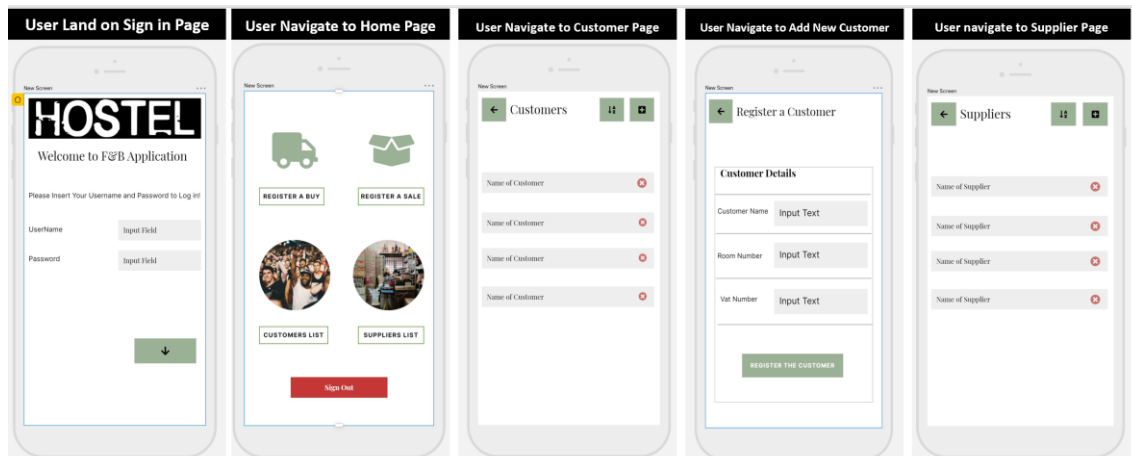 User Land on Sign in Page
New Screen
HOSTEL
Welcome to F&B Application
Please Insert Your Username and Password to Log in!
UserName
Input Field
Password
Input Field
User Navigate to Home Page
New Screen
REGISTER A BUY
REGISTER A SALE
CUSTOMERS LIST
SUPPLIERS LIST
Sign Out
User Navigate to Customer Page
New Screen
Customers
Name of Customer
Name of Customer
Name of Customer
Name of Customer
User Navigate to Add New Customer
New Screen
Register a Customer
Customer Details
Customer Name
Input Text
Room Number
Input Text
Vat Number
Input Text
REGISTER THE CUSTOMER
User navigate to Supplier Page
New Screen
Suppliers
Name of Supplier
Name of Supplier
Name of Supplier
Name of Supplier